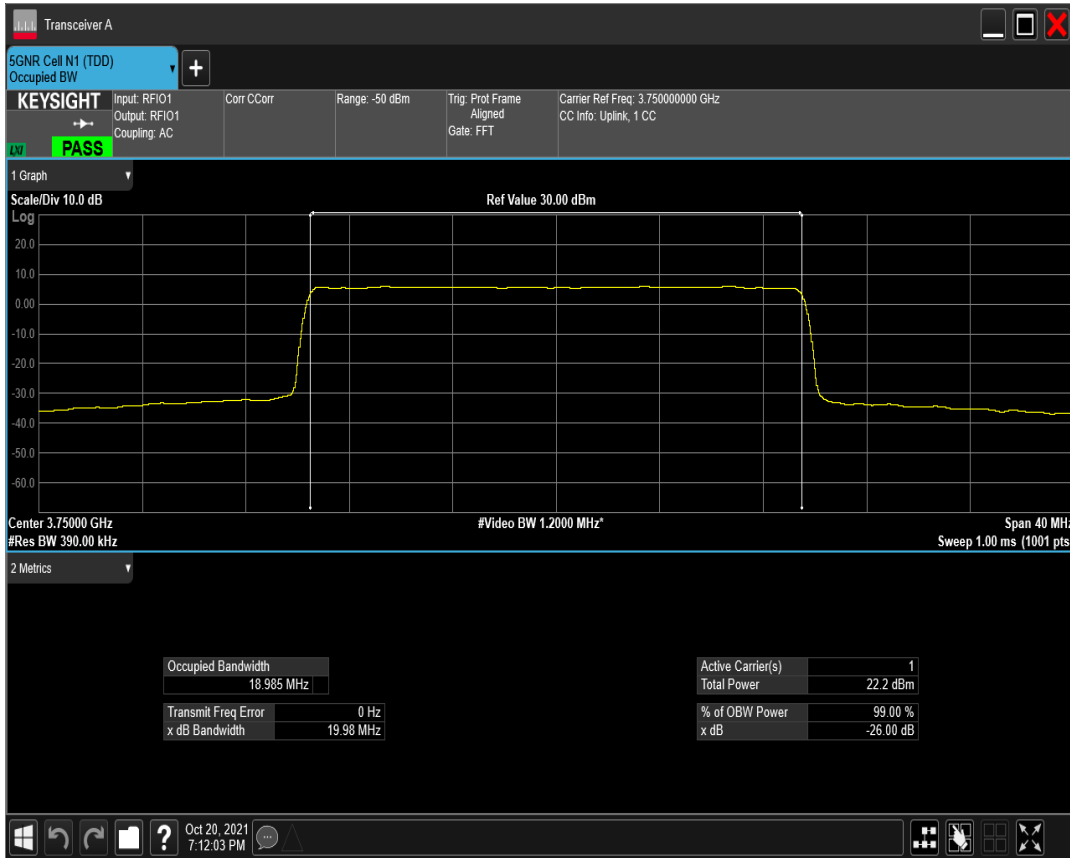 Transceiver A
5GNR Cell N1 (TDD)
Occupied BW
+
KEYSIGHT
LXI
PASS
Input: RFIO1
Output: RFIO1
Coupling: AC
Corr CCorr
Range: -50 dBm
Trig: Prot Frame
Aligned
Gate: FFT
Carrier Ref Freq: 3.750000000 GHz
CC Info: Uplink, 1 CC
1 Graph
Scale/Div 10.0 dB
Ref Value 30.00 dBm
Log
20.0
10.0
0.00
-10.0
-20.0
-30.0
-40.0
-50.0
-60.0
Center 3.75000 GHz
#Video BW 1.2000 MHz*
Span 40 MHz
#Res BW 390.00 kHz
Sweep 1.00 ms (1001 pts
2 Metrics
Occupied Bandwidth
18.985 MHz
Transmit Freq Error 0 Hz
x dB Bandwidth 19.98 MHz
Active Carrier(s) 1
Total Power 22.2 dBm
% of OBW Power 99.00 %
x dB -26.00 dB
?
Oct 20, 2021
7:12:03 PM